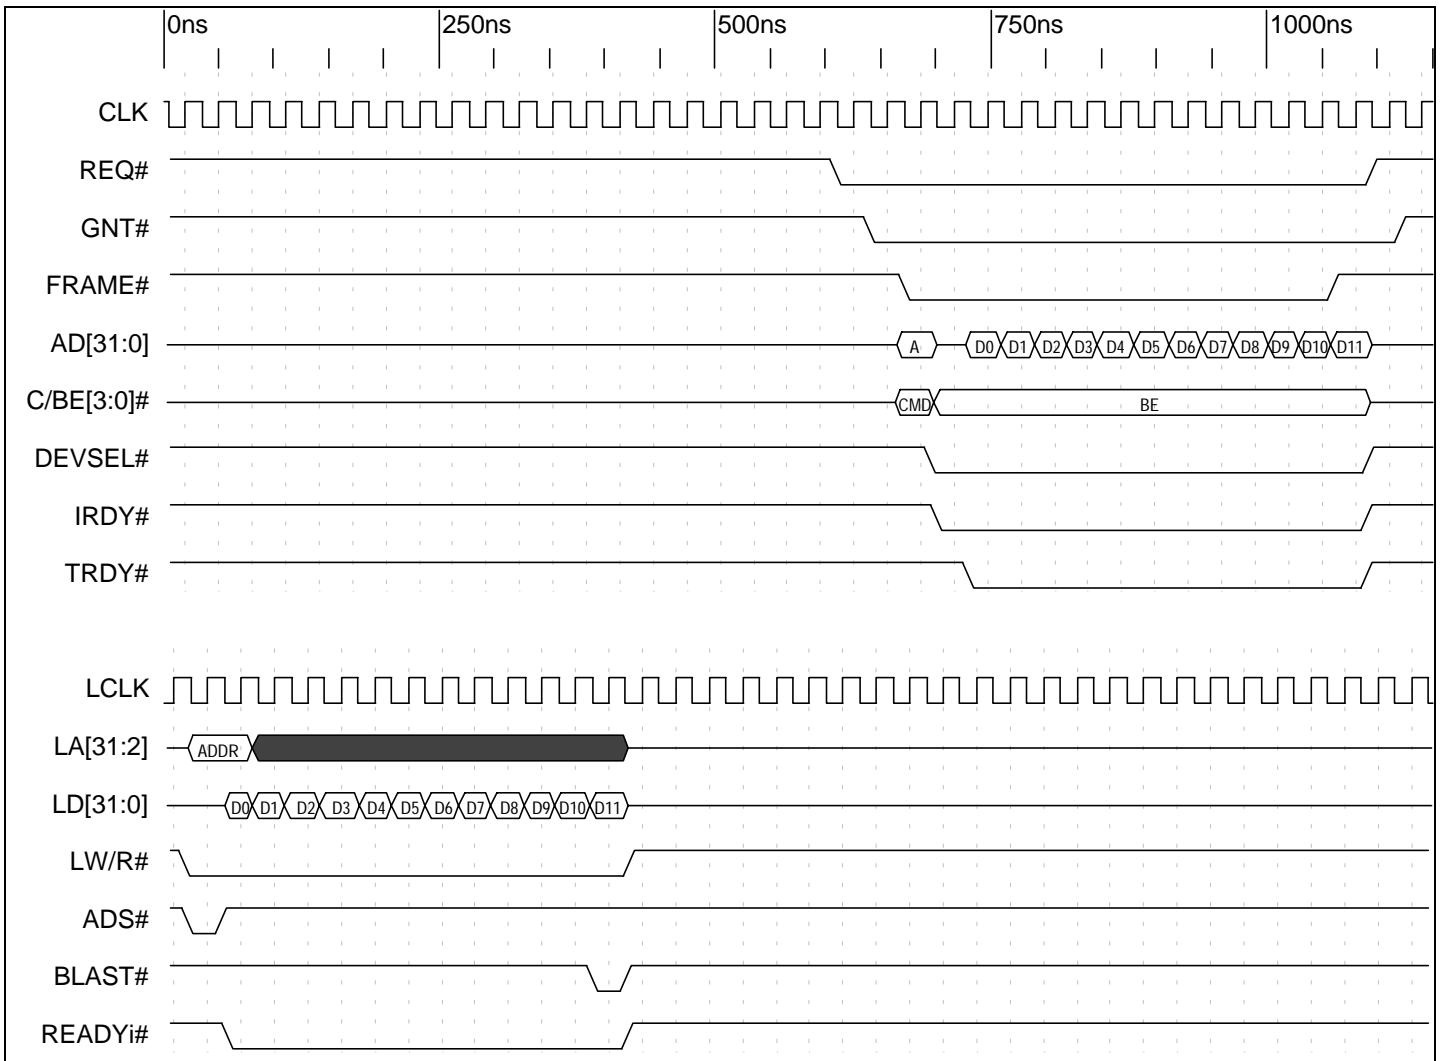 0ns 250ns 500ns 750ns 1000ns
CLK
REQ#
GNT#
FRAME#
AD[31:0] A D0 D1 D2 D3 D4 D5 D6 D7 D8 D9 D10 D11
C/BE[3:0]# CMD BE
DEVSEL#
IRDY#
TRDY#
LCLK
LA[31:2] ADDR
LD[31:0] D0 D1 D2 D3 D4 D5 D6 D7 D8 D9 D10 D11
LW/R#
ADS#
BLAST#
READYi#